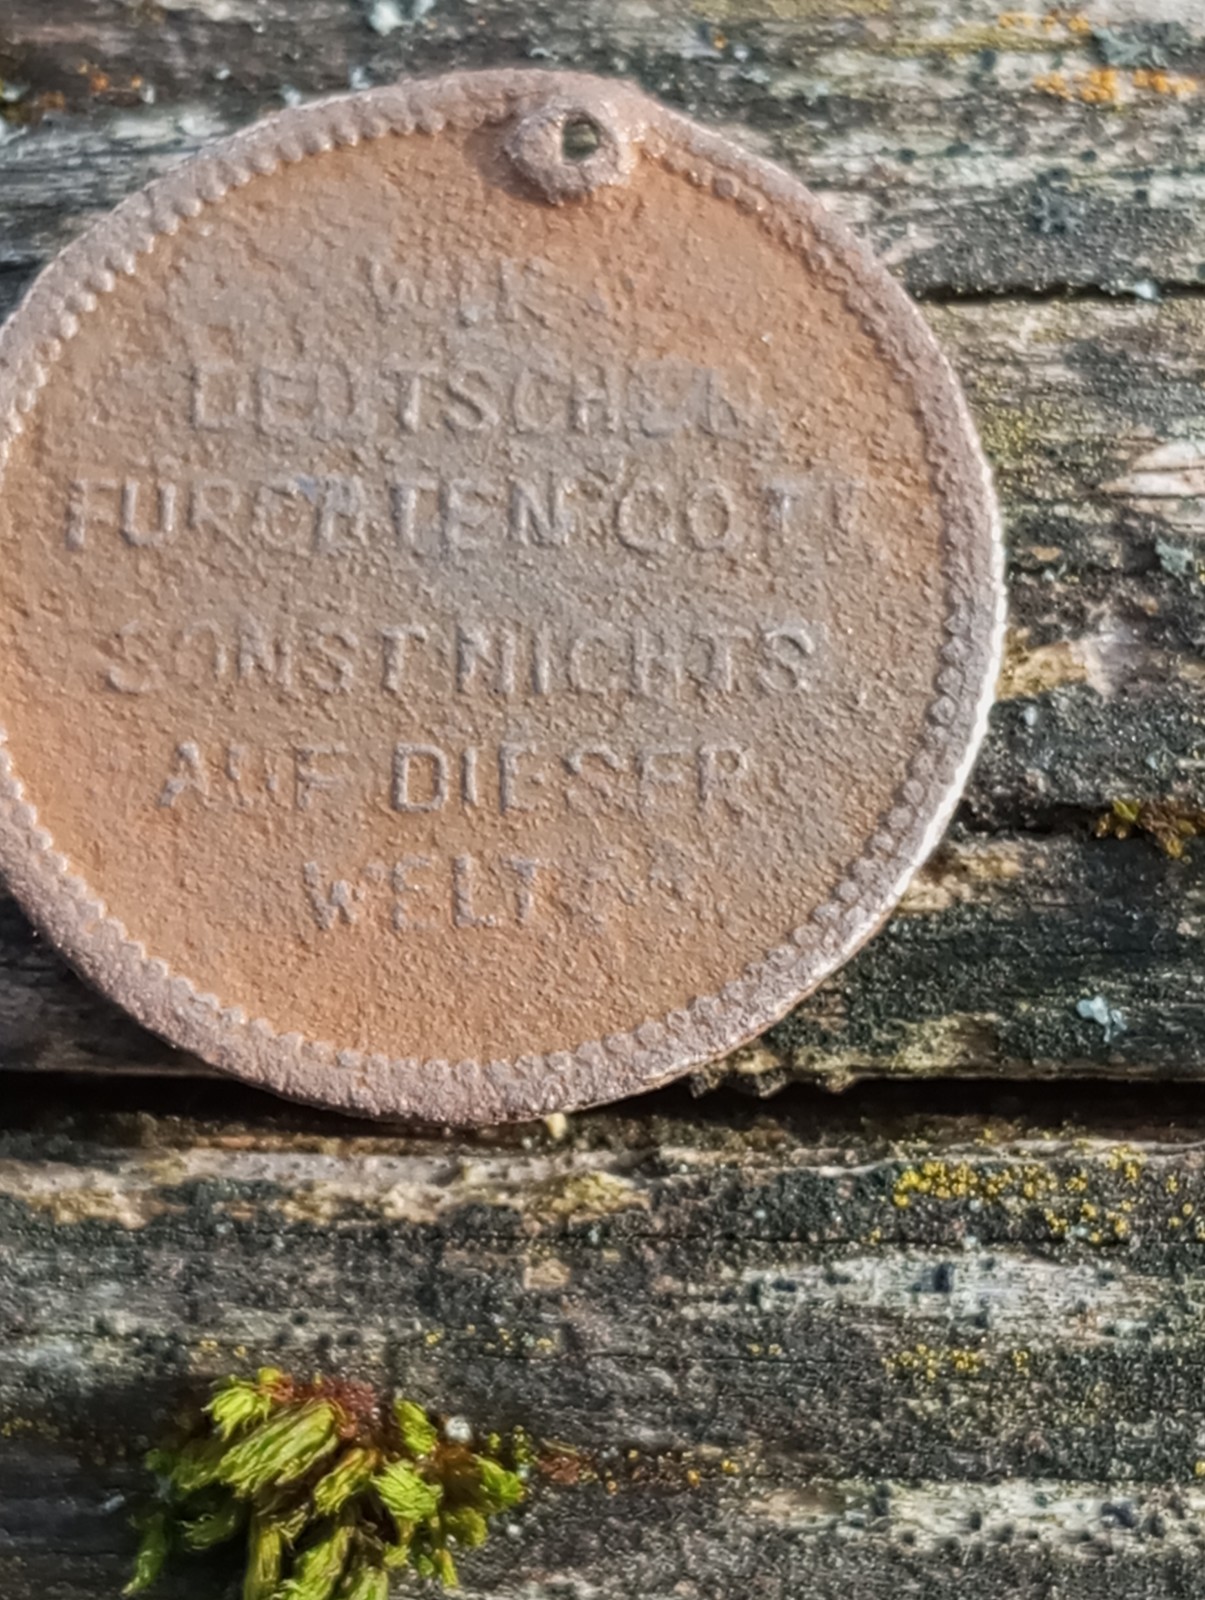 WIR
DEUTSCHEN
FÜRCHTEN GOTT
SONST NICHTS
AUF DIESER
WELT